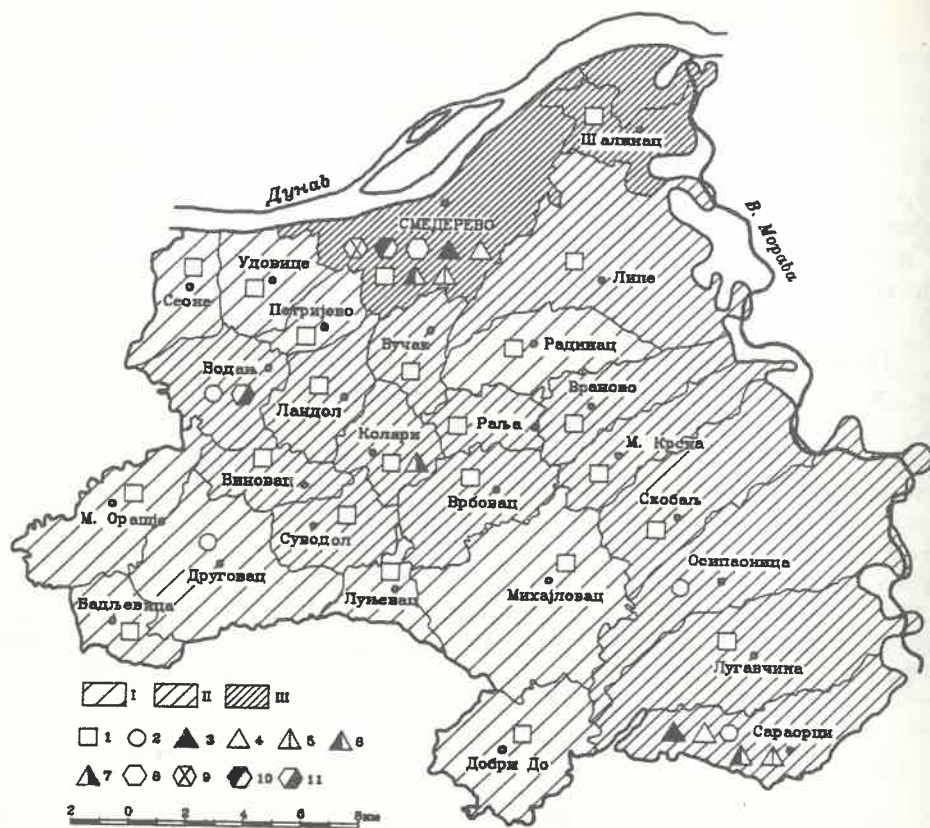 Дунав
В. Морава
Шалинац
СМЕДЕРЕВО
Удовице
Сеоне
Петријево
Липе
Вучак
Радинац
Водањ
Ландол
Враново
Раља
Колари
М. Крсна
Биновац
Врбовац
Скобаљ
М. Орашје
Суводол
Осипаоница
Друговац
Луњевац
Михајловац
Бадљевица
Лугавчина
Сараорци
Добри До
I II III
1 2 3 4 5 6
7 8 9 10 11
2 0 2 4 6 8км